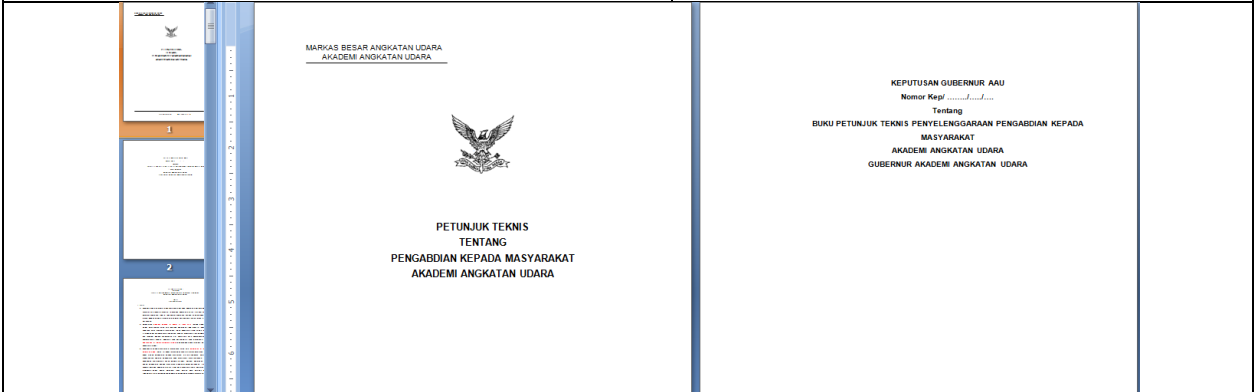 MARKAS BESAR ANGKATAN UDARA
AKADEMI ANGKATAN UDARA
PETUNJUK TEKNIS
TENTANG
PENGABDIAN KEPADA MASYARAKAT
AKADEMI ANGKATAN UDARA
KEPUTUSAN GUBERNUR AAU
Nomor Kep/ ......../...../....
Tentang
BUKU PETUNJUK TEKNIS PENYELENGGARAAN PENGABDIAN KEPADA
MASYARAKAT
AKADEMI ANGKATAN UDARA
GUBERNUR AKADEMI ANGKATAN UDARA
1
2